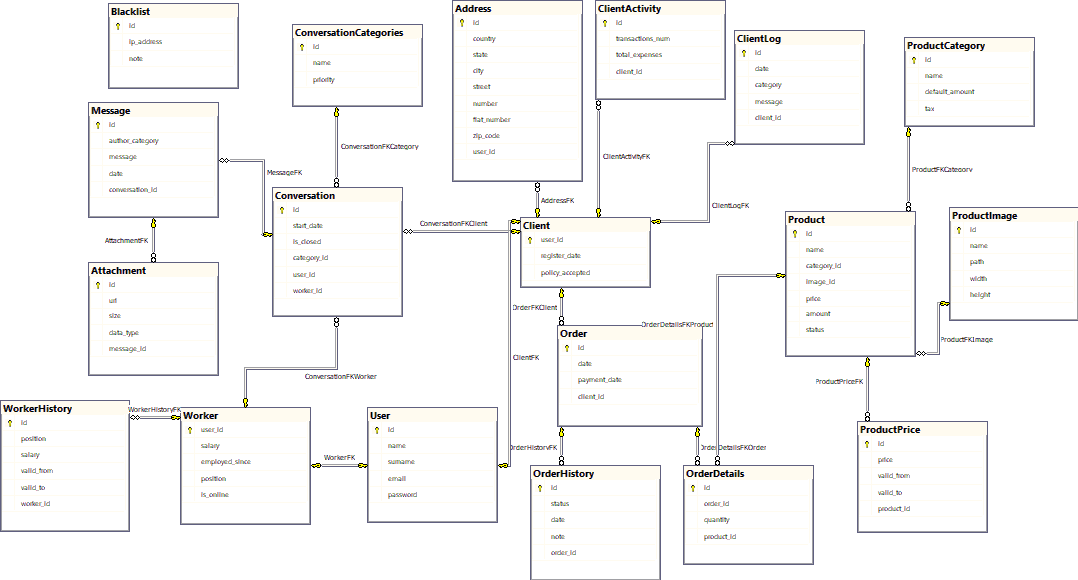 Blacklist
id
ip_address
note
ConversationCategories
id
name
priority
Address
id
country
state
city
street
number
flat_number
zip_code
user_id
ClientActivity
id
transactions_num
total_expenses
client_id
ClientLog
id
date
category
message
client_id
ProductCategory
id
name
default_amount
tax
Message
id
author_category
message
date
conversation_id
ConversationFKCategory
MessageFK
ClientActivityFK
ProductFKCategory
AddressFK
ClientLogFK
Conversation
id
start_date
is_closed
category_id
user_id
worker_id
ConversationFKClient
Client
user_id
register_date
policy_accepted
Product
id
name
category_id
image_id
price
amount
status
ProductImage
id
name
path
width
height
AttachmentFK
Attachment
id
url
size
data_type
message_id
OrderFKClient
OrderDetailsFKProduct
ProductFKImage
Order
id
date
payment_date
client_id
ClientFK
ConversationFKWorker
ProductPriceFK
WorkerHistory
id
position
salary
valid_from
valid_to
worker_id
WorkerHistoryFK
Worker
user_id
salary
employed_since
position
is_online
WorkerFK
User
id
name
surname
email
password
OrderHistoryFK
OrderDetailsFKOrder
OrderHistory
id
status
date
note
order_id
OrderDetails
id
order_id
quantity
product_id
ProductPrice
id
price
valid_from
valid_to
product_id